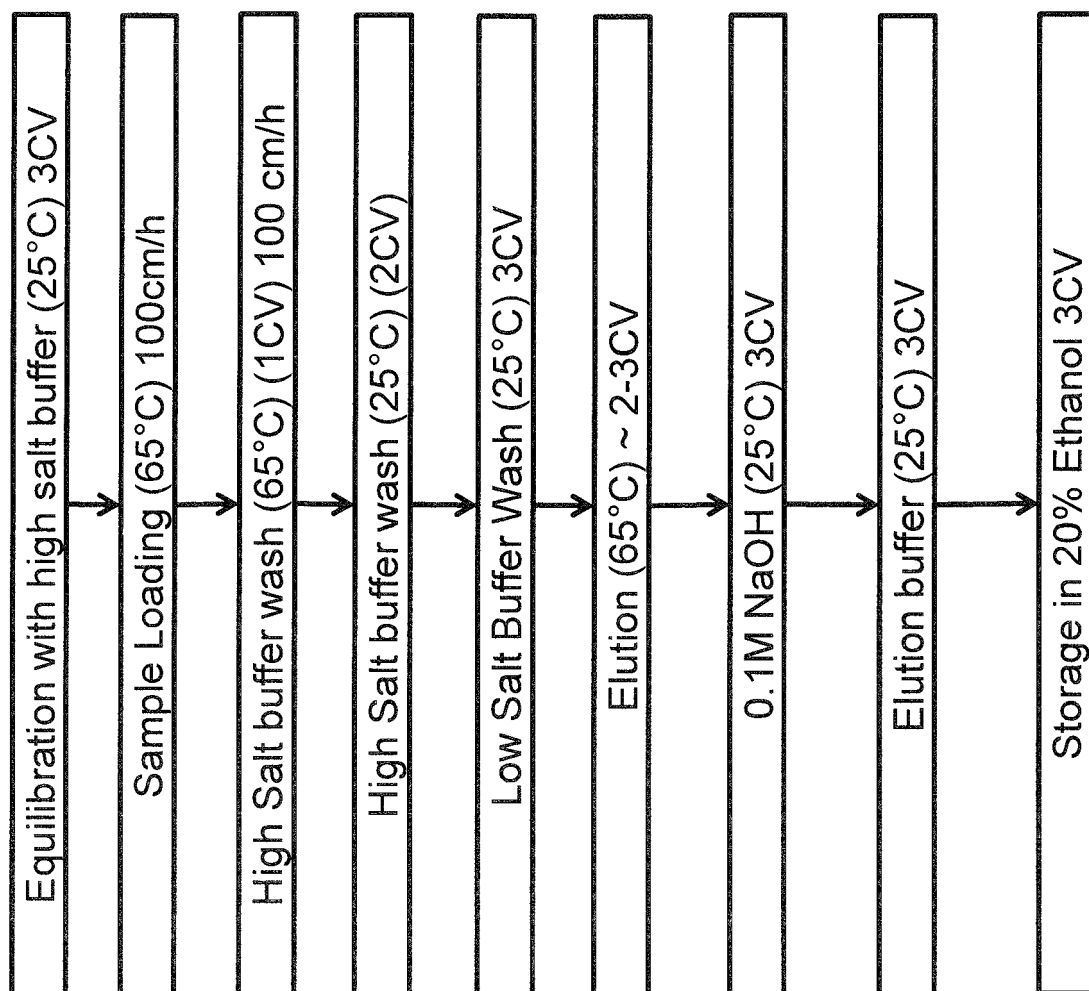 Equilibration with high salt buffer (25°C) 3CV
Sample Loading (65°C) 100cm/h
High Salt buffer wash (65°C) (1CV) 100 cm/h
High Salt buffer wash (25°C) (2CV)
Low Salt Buffer Wash (25°C) 3CV
Elution (65°C) ~ 2-3CV
0.1M NaOH (25°C) 3CV
Elution buffer (25°C) 3CV
Storage in 20% Ethanol 3CV